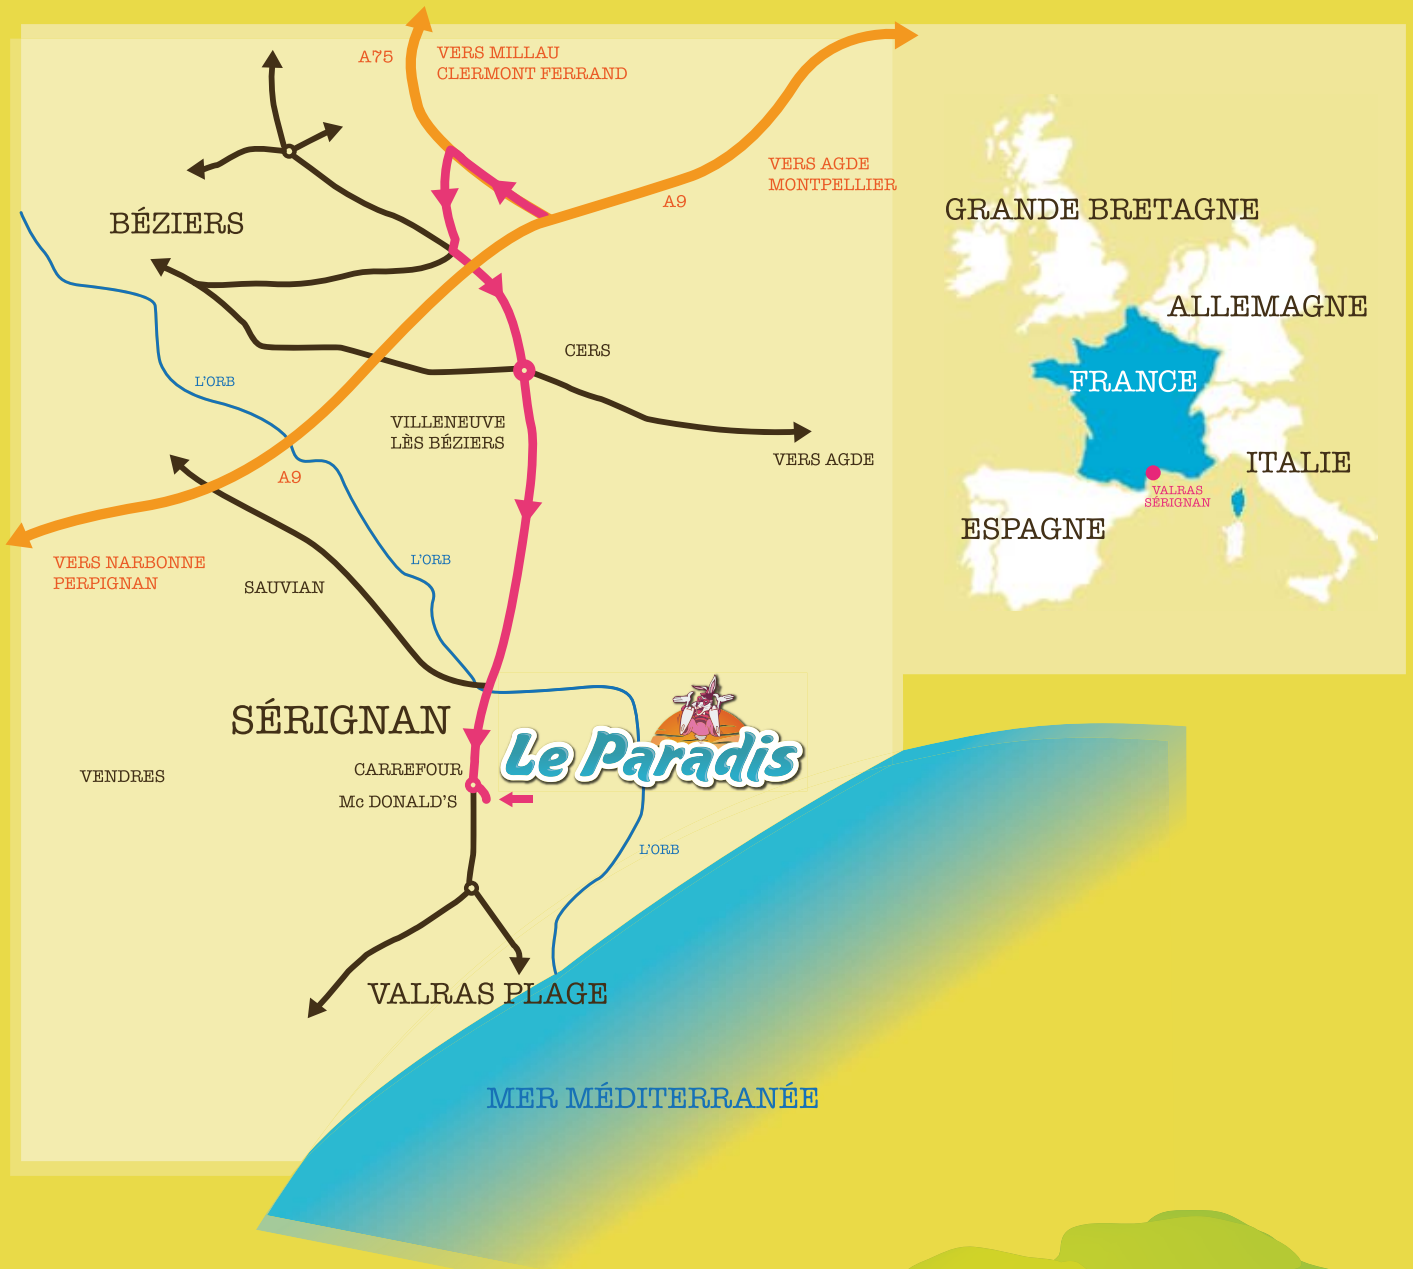 A75
VERS MILLAU
CLERMONT FERRAND
VERS AGDE
MONTPELLIER
A9
BÉZIERS
GRANDE BRETAGNE
ALLEMAGNE
FRANCE
ITALIE
VALRAS
SÉRIGNAN
ESPAGNE
CERS
L'ORB
VILLENEUVE
LÈS BÉZIERS
VERS AGDE
A9
VERS NARBONNE
PERPIGNAN
L'ORB
SAUVIAN
SÉRIGNAN
Le Paradis
VENDRES
CARREFOUR
Mc DONALD'S
L'ORB
VALRAS PLAGE
MER MÉDITERRANÉE